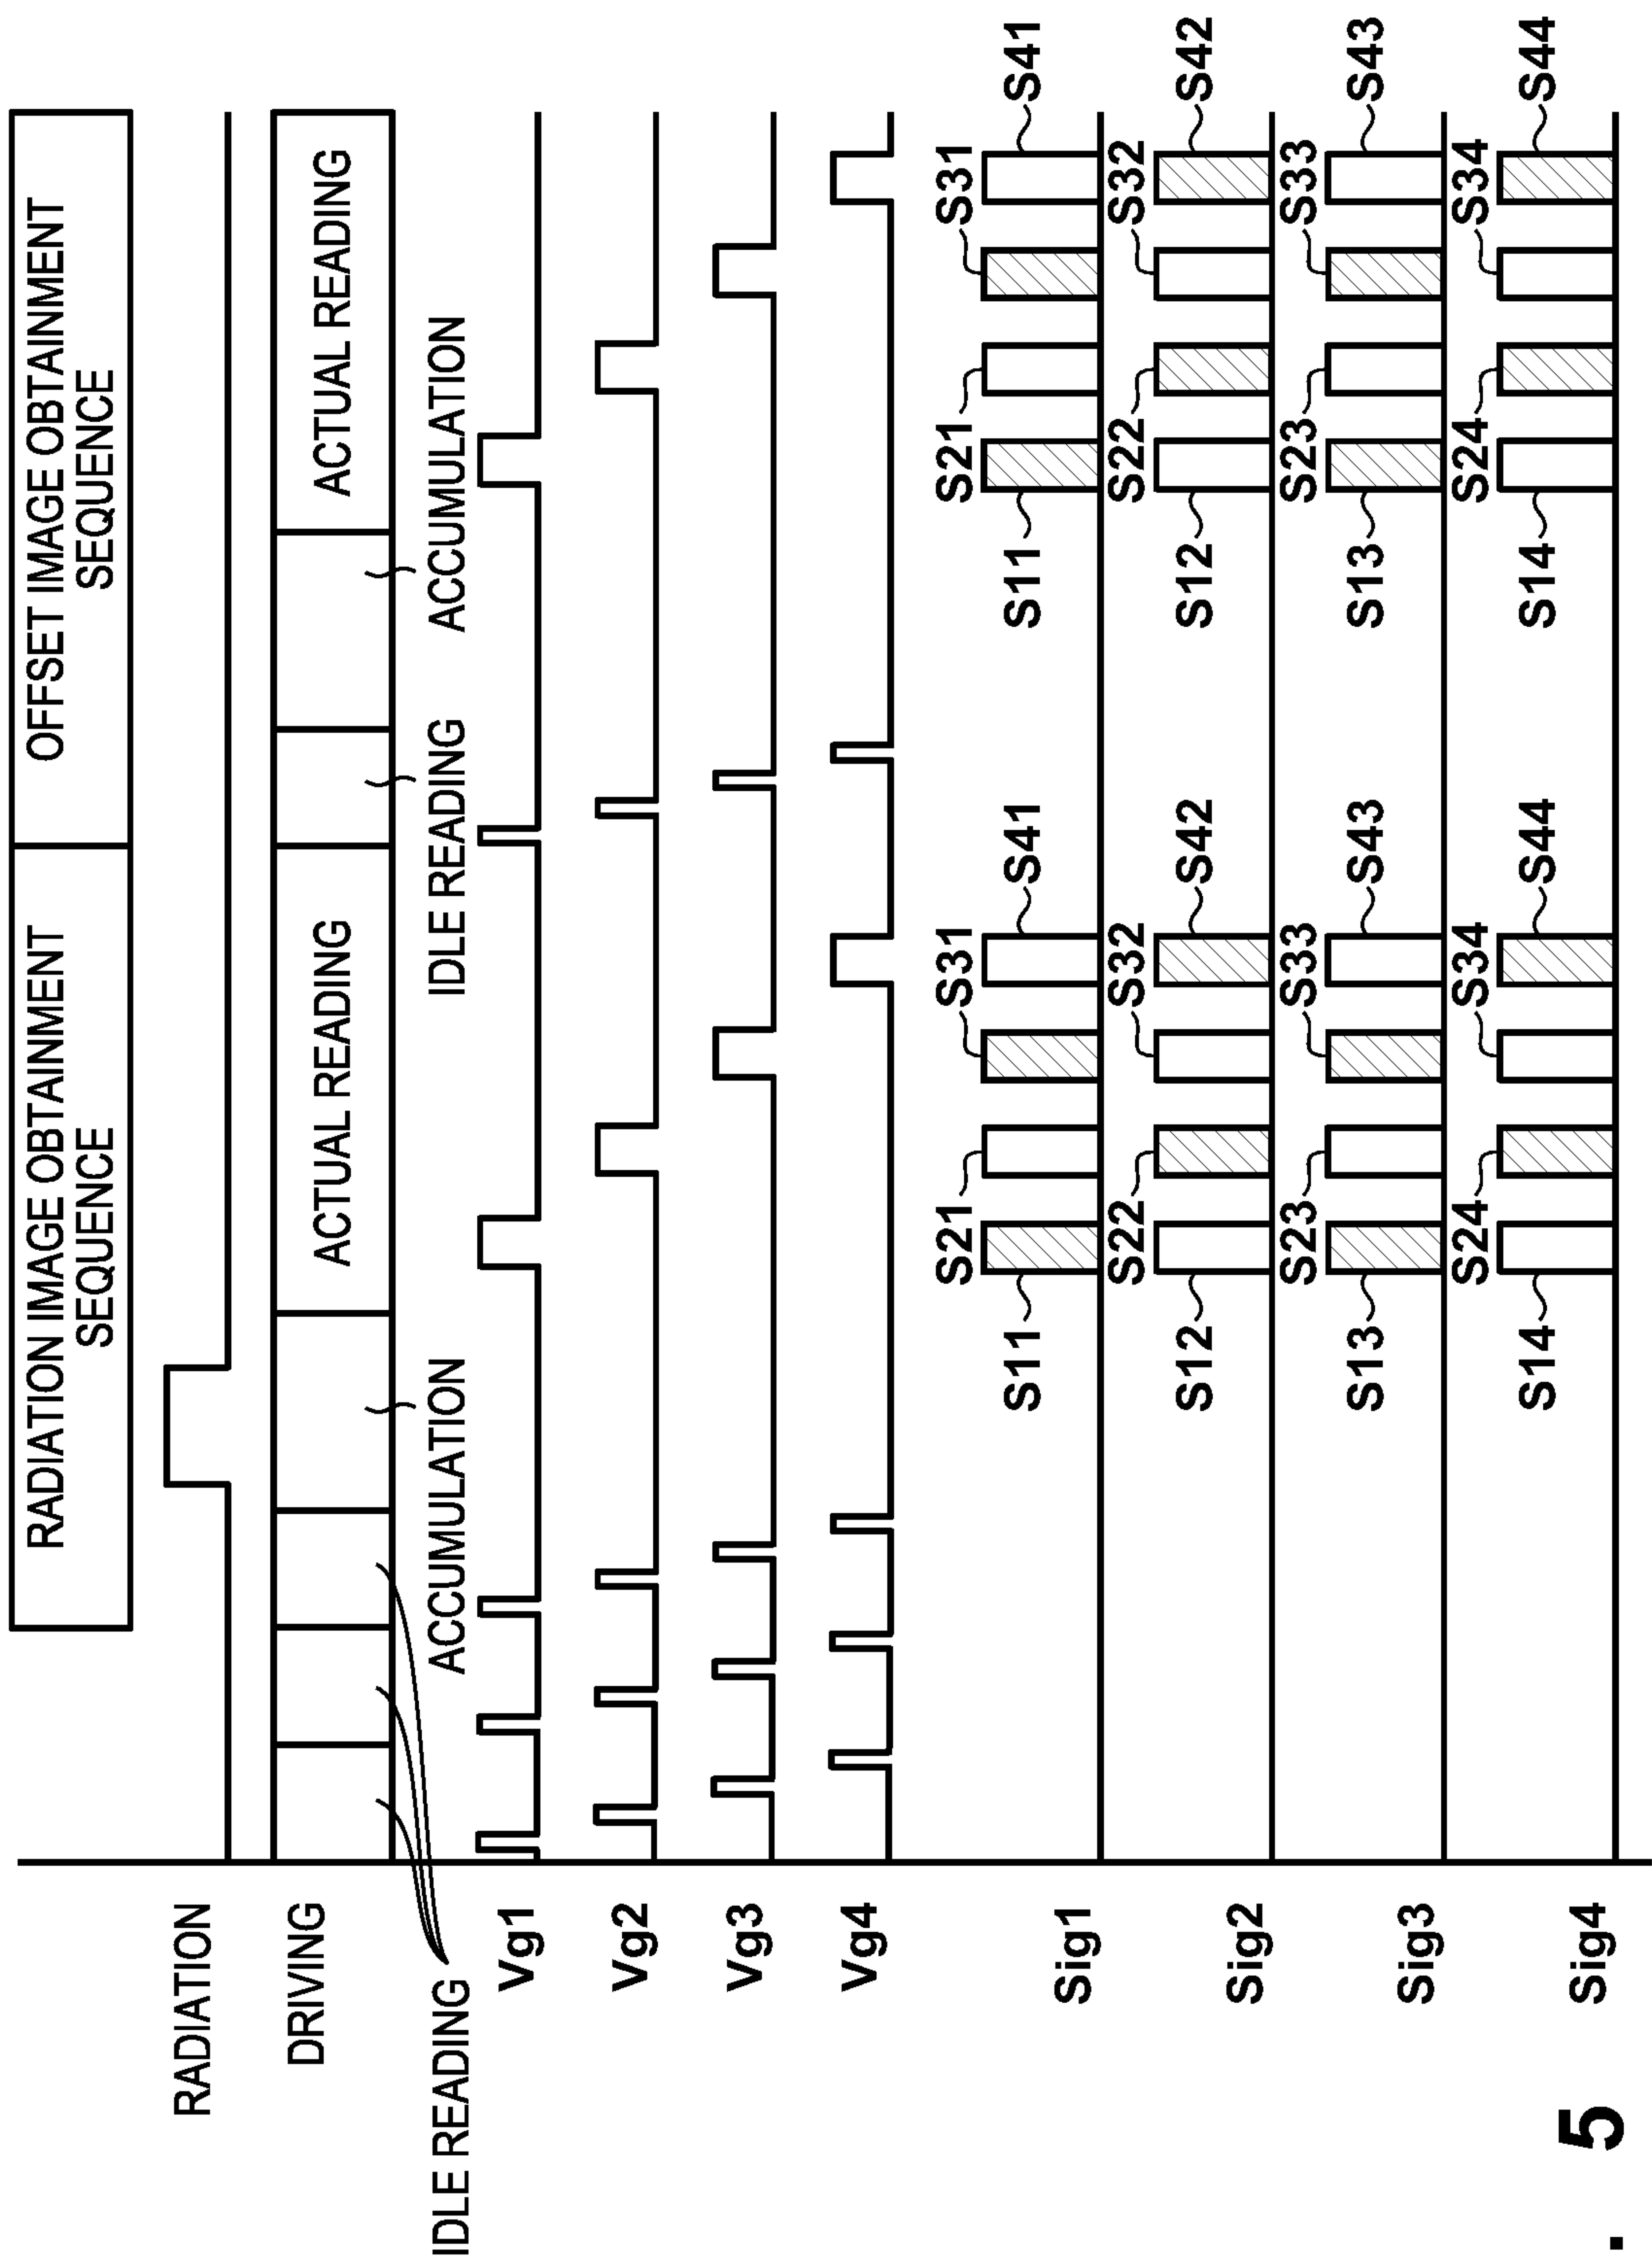 RADIATION IMAGE OBTAINMENT
SEQUENCE
OFFSET IMAGE OBTAINMENT
SEQUENCE
RADIATION
DRIVING
ACTUAL READING
ACTUAL READING
IDLE READING
ACCUMULATION
IDLE READING
ACCUMULATION
Vg1
Vg2
Vg3
Vg4
S21 S31 S21 S31
Sig1 S11 S41 S11 S41
S22 S32 S22 S32
Sig2 S12 S42 S12 S42
S23 S33 S23 S33
Sig3 S13 S43 S13 S43
S24 S34 S24 S34
Sig4 S14 S44 S14 S44
. 5